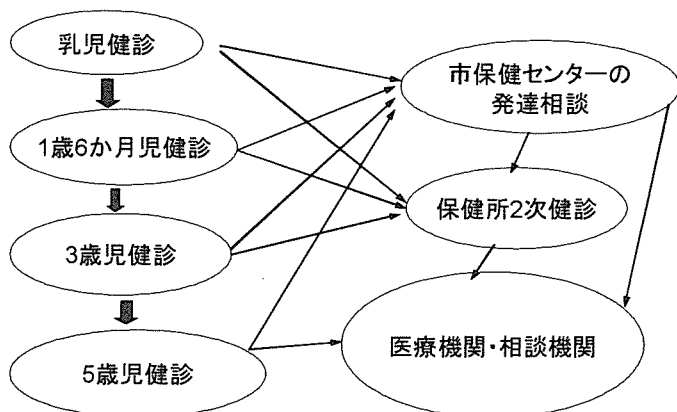 乳児健診
1歳6か月児健診
3歳児健診
5歳児健診
市保健センターの
発達相談
保健所2次健診
医療機関・相談機関